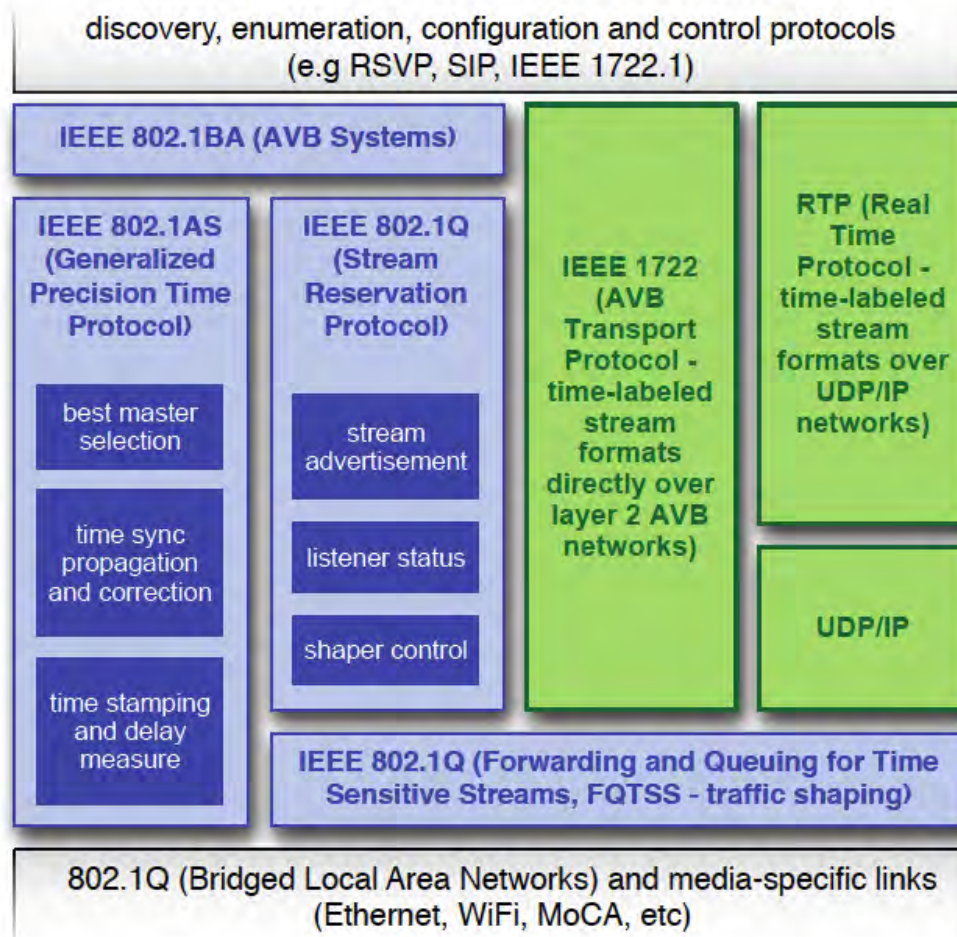 discovery, enumeration, configuration and control protocols
(e.g RSVP, SIP, IEEE 1722.1)
IEEE 802.1BA (AVB Systems)
IEEE 802.1AS
(Generalized
Precision Time
Protocol)
best master
selection
time sync
propagation
and correction
time stamping
and delay
measure
IEEE 802.1Q
(Stream
Reservation
Protocol)
stream
advertisement
listener status
shaper control
IEEE 1722
(AVB
Transport
Protocol -
time-labeled
stream
formats
directly over
layer 2 AVB
networks)
RTP (Real
Time
Protocol -
time-labeled
stream
formats over
UDP/IP
networks)
UDP/IP
IEEE 802.1Q (Forwarding and Queuing for Time
Sensitive Streams, FQTSS - traffic shaping)
802.1Q (Bridged Local Area Networks) and media-specific links
(Ethernet, WiFi, MoCA, etc)